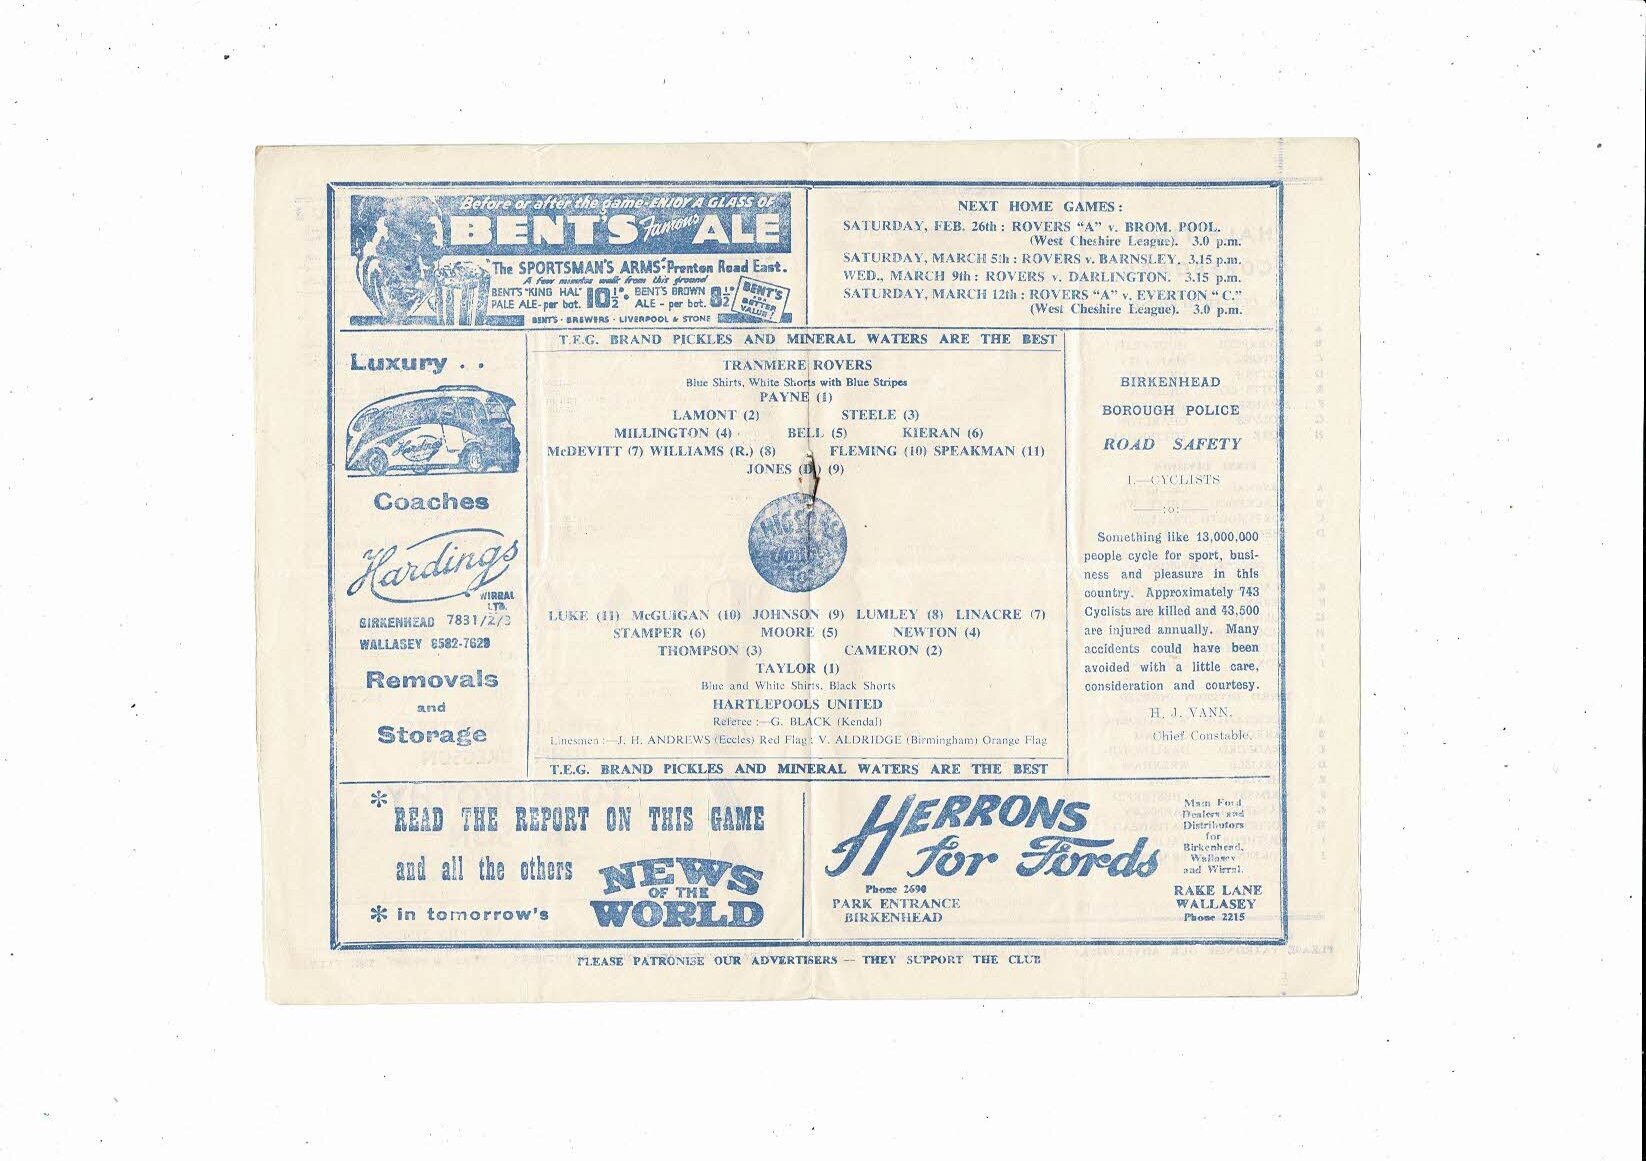 Before or after the game-ENJOY A GLASS OF
BENT'S Famous ALE
The SPORTSMAN'S ARMS-Prenton Road East.
A few minutes walk from this ground
BENT'S "KING HAL" PALE ALE-per bot. 10½D. BENT'S BROWN ALE - per bot. 8½D.
BENT'S FOR BETTER VALUE!
BENT'S · BREWERS · LIVERPOOL & STONE
NEXT HOME GAMES:
SATURDAY, FEB. 26th: ROVERS "A" v. BROM. POOL.
(West Cheshire League). 3.0 p.m.
SATURDAY, MARCH 5th: ROVERS v. BARNSLEY. 3.15 p.m.
WED., MARCH 9th: ROVERS v. DARLINGTON. 3.15 p.m.
SATURDAY, MARCH 12th: ROVERS "A" v. EVERTON "C."
(West Cheshire League). 3.0 p.m.
Luxury . .
Hardings
Coaches
Hardings
WIRRAL
LTD.
BIRKENHEAD 7831/2/3
WALLASEY 8582-7629
Removals
and
Storage
T.E.G. BRAND PICKLES AND MINERAL WATERS ARE THE BEST
TRANMERE ROVERS
Blue Shirts, White Shorts with Blue Stripes
PAYNE (1)
LAMONT (2) STEELE (3)
MILLINGTON (4) BELL (5) KIERAN (6)
McDEVITT (7) WILLIAMS (R.) (8) FLEMING (10) SPEAKMAN (11)
JONES (D.) (9)
LUKE (11) McGUIGAN (10) JOHNSON (9) LUMLEY (8) LINACRE (7)
STAMPER (6) MOORE (5) NEWTON (4)
THOMPSON (3) CAMERON (2)
TAYLOR (1)
Blue and White Shirts, Black Shorts
HARTLEPOOLS UNITED
Referee :—G. BLACK (Kendal)
Linesmen :—J. H. ANDREWS (Eccles) Red Flag: V. ALDRIDGE (Birmingham) Orange Flag
T.E.G. BRAND PICKLES AND MINERAL WATERS ARE THE BEST
BIRKENHEAD
BOROUGH POLICE
ROAD SAFETY
1.—CYCLISTS
:o:
Something like 13,000,000
people cycle for sport, busi-
ness and pleasure in this
country. Approximately 743
Cyclists are killed and 43,500
are injured annually. Many
accidents could have been
avoided with a little care,
consideration and courtesy.
H. J. VANN,
Chief Constable.
* READ THE REPORT ON THIS GAME
and all the others
* in tomorrow's
NEWS
OF THE
WORLD
HERRONS
for Fords
Phone 2690
PARK ENTRANCE
BIRKENHEAD
Main Ford
Dealers and
Distributors
for
Birkenhead,
Wallasey
and Wirral.
RAKE LANE
WALLASEY
Phone 2215
PLEASE PATRONISE OUR ADVERTISERS — THEY SUPPORT THE CLUB